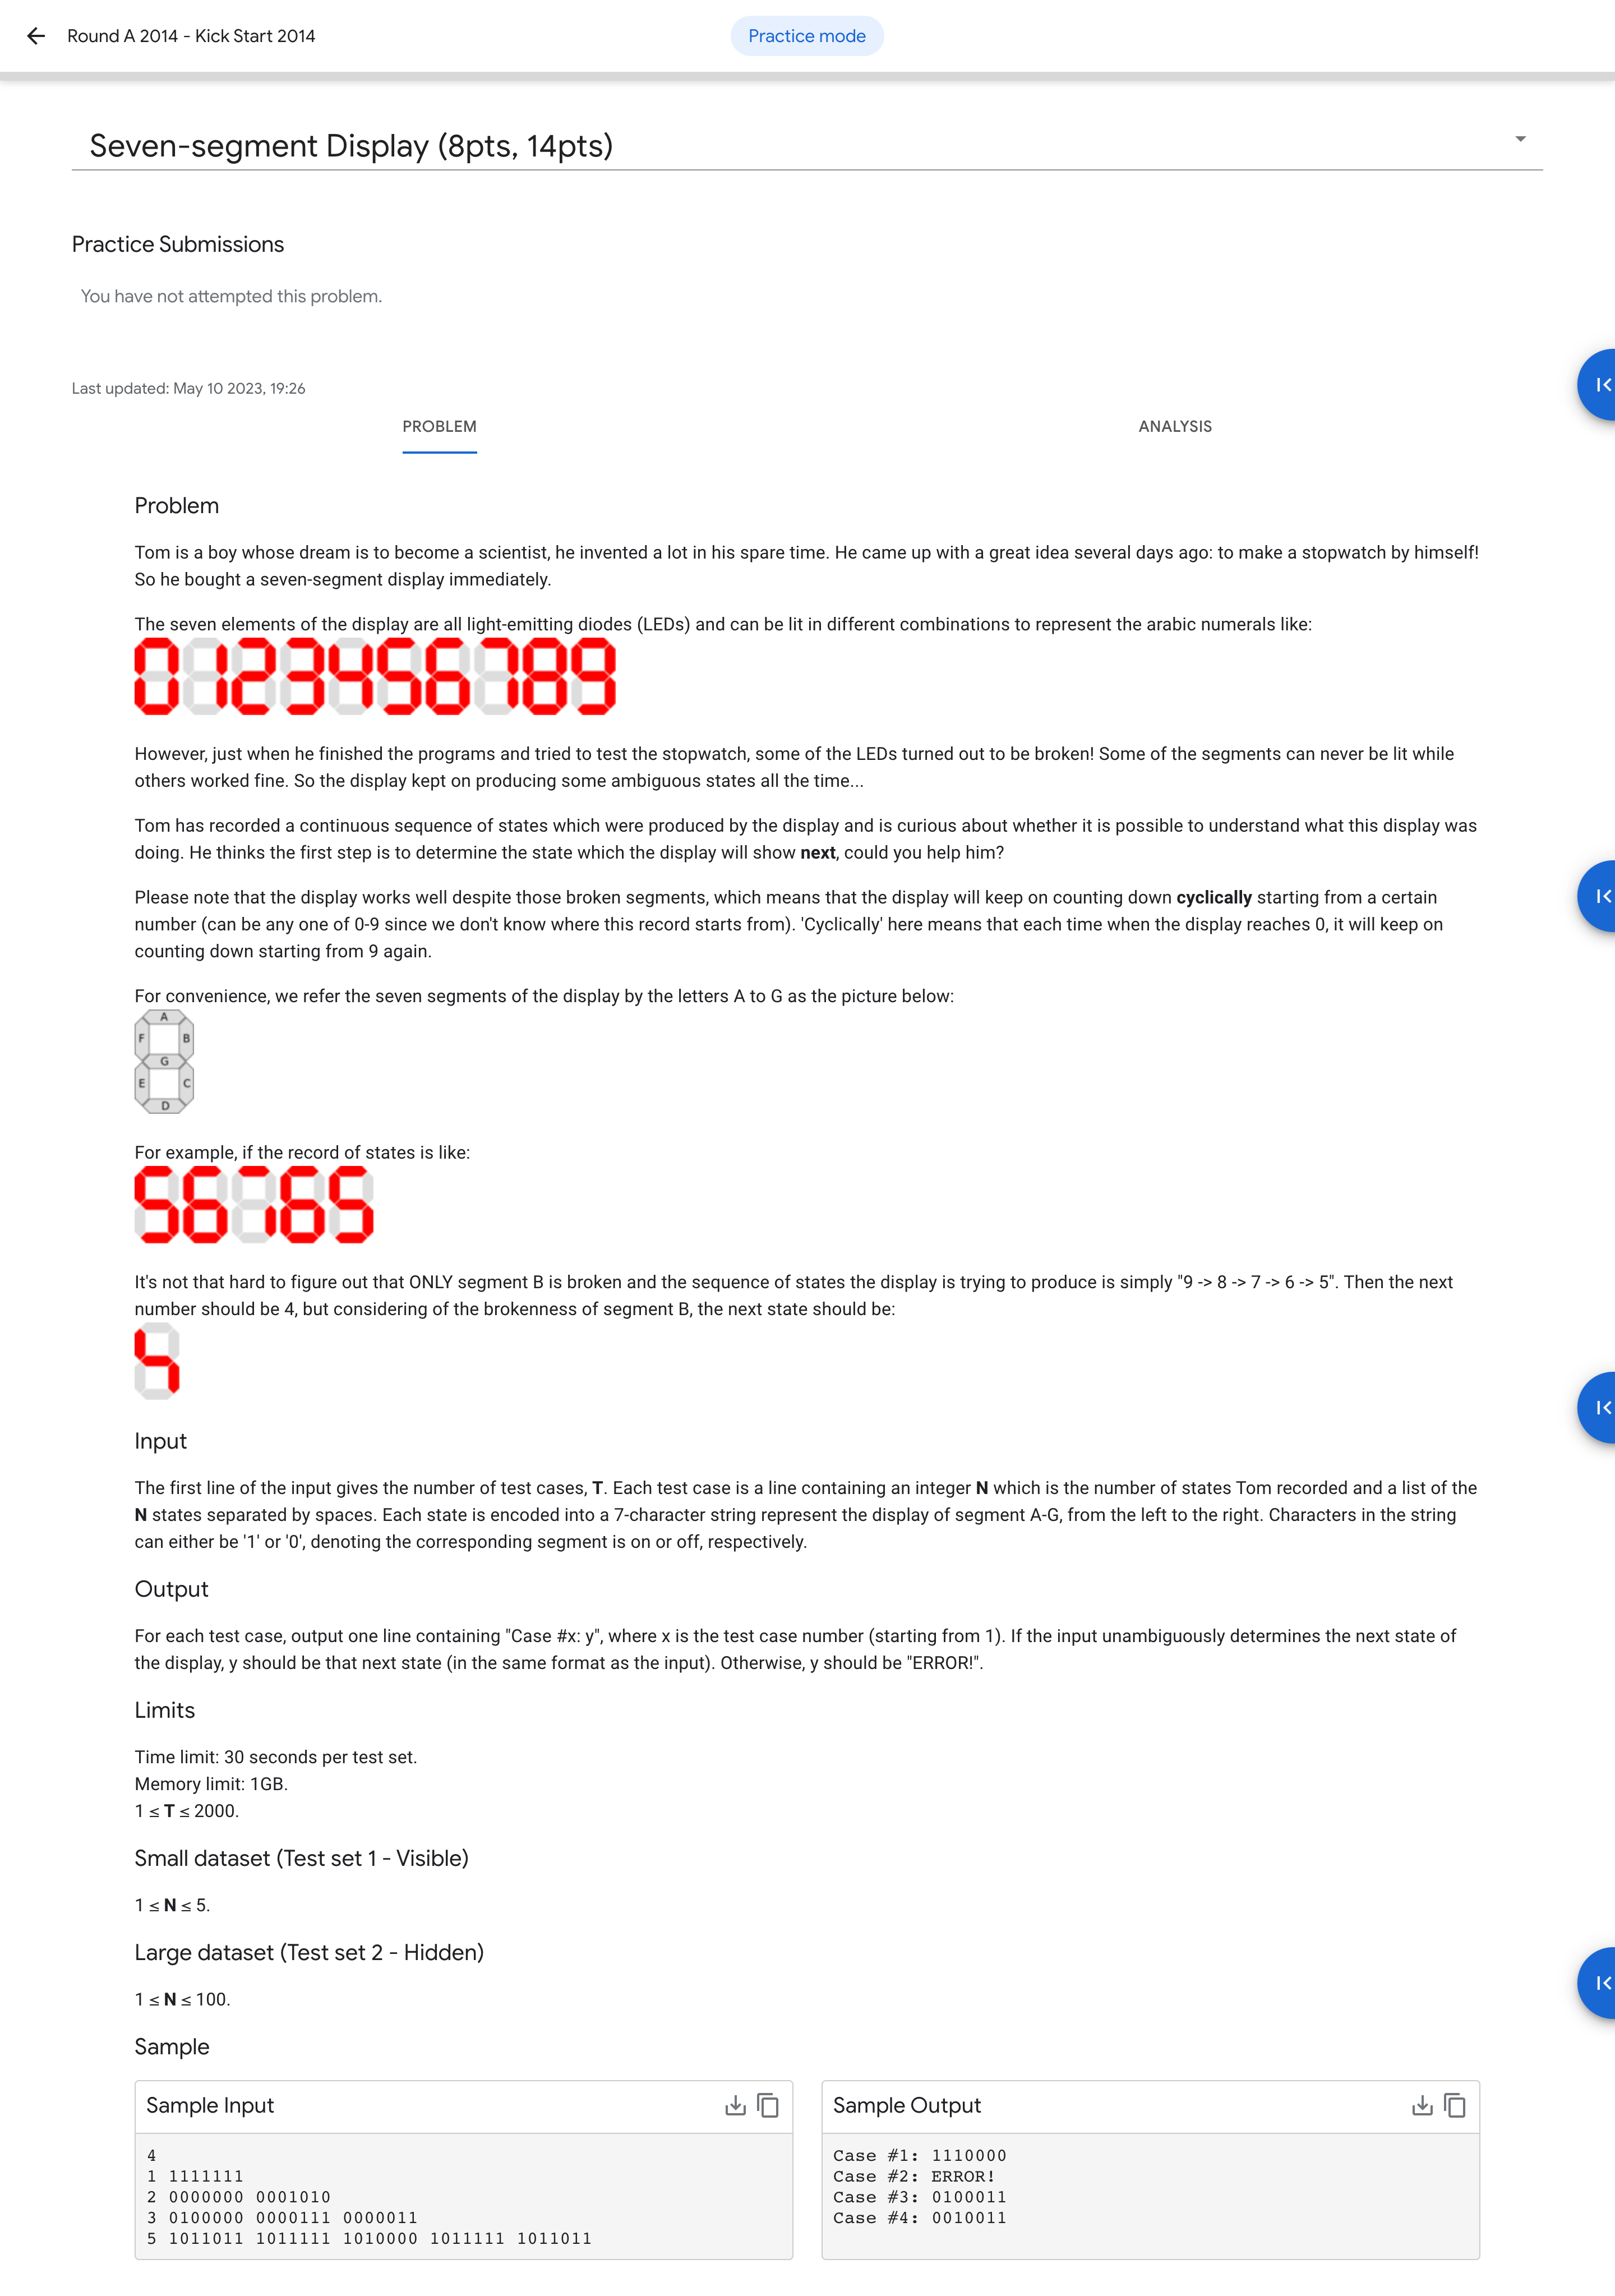 Round A 2014 - Kick Start 2014
Practice mode
Seven-segment Display (8pts, 14pts)
Practice Submissions
You have not attempted this problem.
Last updated: May 10 2023, 19:26
PROBLEM
ANALYSIS
Problem
Tom is a boy whose dream is to become a scientist, he invented a lot in his spare time. He came up with a great idea several days ago: to make a stopwatch by himself!
So he bought a seven-segment display immediately.
The seven elements of the display are all light-emitting diodes (LEDs) and can be lit in different combinations to represent the arabic numerals like:
0123456789
However, just when he finished the programs and tried to test the stopwatch, some of the LEDs turned out to be broken! Some of the segments can never be lit while
others worked fine. So the display kept on producing some ambiguous states all the time...
Tom has recorded a continuous sequence of states which were produced by the display and is curious about whether it is possible to understand what this display was
doing. He thinks the first step is to determine the state which the display will show next, could you help him?
Please note that the display works well despite those broken segments, which means that the display will keep on counting down cyclically starting from a certain
number (can be any one of 0-9 since we don't know where this record starts from). 'Cyclically' here means that each time when the display reaches 0, it will keep on
counting down starting from 9 again.
For convenience, we refer the seven segments of the display by the letters A to G as the picture below:
A
F B
G
E C
D
For example, if the record of states is like:
It's not that hard to figure out that ONLY segment B is broken and the sequence of states the display is trying to produce is simply "9 -> 8 -> 7 -> 6 -> 5". Then the next
number should be 4, but considering of the brokenness of segment B, the next state should be:
Input
The first line of the input gives the number of test cases, T. Each test case is a line containing an integer N which is the number of states Tom recorded and a list of the
N states separated by spaces. Each state is encoded into a 7-character string represent the display of segment A-G, from the left to the right. Characters in the string
can either be '1' or '0', denoting the corresponding segment is on or off, respectively.
Output
For each test case, output one line containing "Case #x: y", where x is the test case number (starting from 1). If the input unambiguously determines the next state of
the display, y should be that next state (in the same format as the input). Otherwise, y should be "ERROR!".
Limits
Time limit: 30 seconds per test set.
Memory limit: 1GB.
1 ≤ T ≤ 2000.
Small dataset (Test set 1 - Visible)
1 ≤ N ≤ 5.
Large dataset (Test set 2 - Hidden)
1 ≤ N ≤ 100.
Sample
Sample Input
4
1 1111111
2 0000000 0001010
3 0100000 0000111 0000011
5 1011011 1011111 1010000 1011111 1011011
Sample Output
Case #1: 1110000
Case #2: ERROR!
Case #3: 0100011
Case #4: 0010011